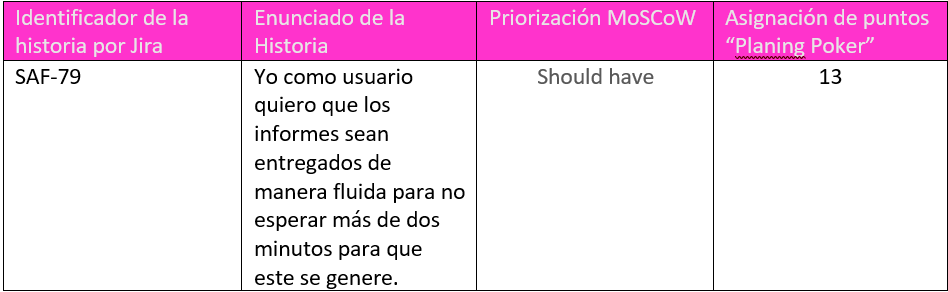 Identificador de la
historia por Jira
Enunciado de la
Historia
Priorización MoSCoW
Asignación de puntos
“Planing Poker”
SAF-79
Yo como usuario
quiero que los
informes sean
entregados de
manera fluida para no
esperar más de dos
minutos para que
este se genere.
Should have
13